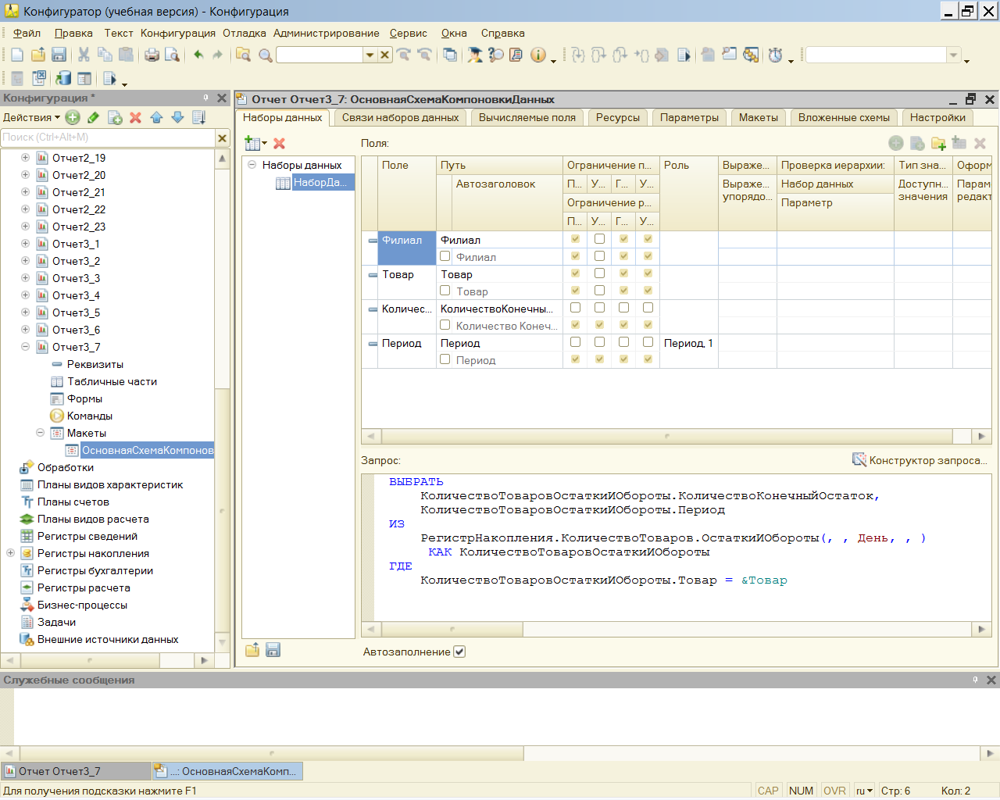 Конфигуратор (учебная версия) - Конфигурация
Файл Правка Текст Конфигурация Отладка Администрирование Сервис Окна Справка
Конфигурация *
Действия
Поиск (Ctrl+Alt+M)
Отчет2_19
Отчет2_20
Отчет2_21
Отчет2_22
Отчет2_23
Отчет3_1
Отчет3_2
Отчет3_3
Отчет3_4
Отчет3_5
Отчет3_6
Отчет3_7
Реквизиты
Табличные части
Формы
Команды
Макеты
ОсновнаяСхемаКомпонов
Обработки
Планы видов характеристик
Планы счетов
Планы видов расчета
Регистры сведений
Регистры накопления
Регистры бухгалтерии
Регистры расчета
Бизнес-процессы
Задачи
Внешние источники данных
Отчет Отчет3_7: ОсновнаяСхемаКомпоновкиДанных
Наборы данных Связи наборов данных Вычисляемые поля Ресурсы Параметры Макеты Вложенные схемы Настройки
Наборы данных
НаборДа...
Поля:
Поле Путь Ограничение п... Роль Выраже... Проверка иерархии: Тип зна... Оформ
Автозаголовок П... У... Г... У... Выраже... Набор данных Доступн... Парам
Ограничение р... упорядо... Параметр значения редакт
П... У... Г... У...
Филиал Филиал
Филиал
Товар Товар
Товар
Количес... КоличествоКонечны...
Количество Конеч...
Период Период Период, 1
Период
Запрос: Конструктор запроса...
ВЫБРАТЬ
КоличествоТоваровОстаткиИОбороты.КоличествоКонечныйОстаток,
КоличествоТоваровОстаткиИОбороты.Период
ИЗ
РегистрНакопления.КоличествоТоваров.ОстаткиИОбороты(, , День, , )
КАК КоличествоТоваровОстаткиИОбороты
ГДЕ
КоличествоТоваровОстаткиИОбороты.Товар = &Товар
Автозаполнение
Служебные сообщения
Отчет Отчет3_7 ...: ОсновнаяСхемаКомп...
Для получения подсказки нажмите F1 CAP NUM OVR ru Стр: 6 Кол: 2